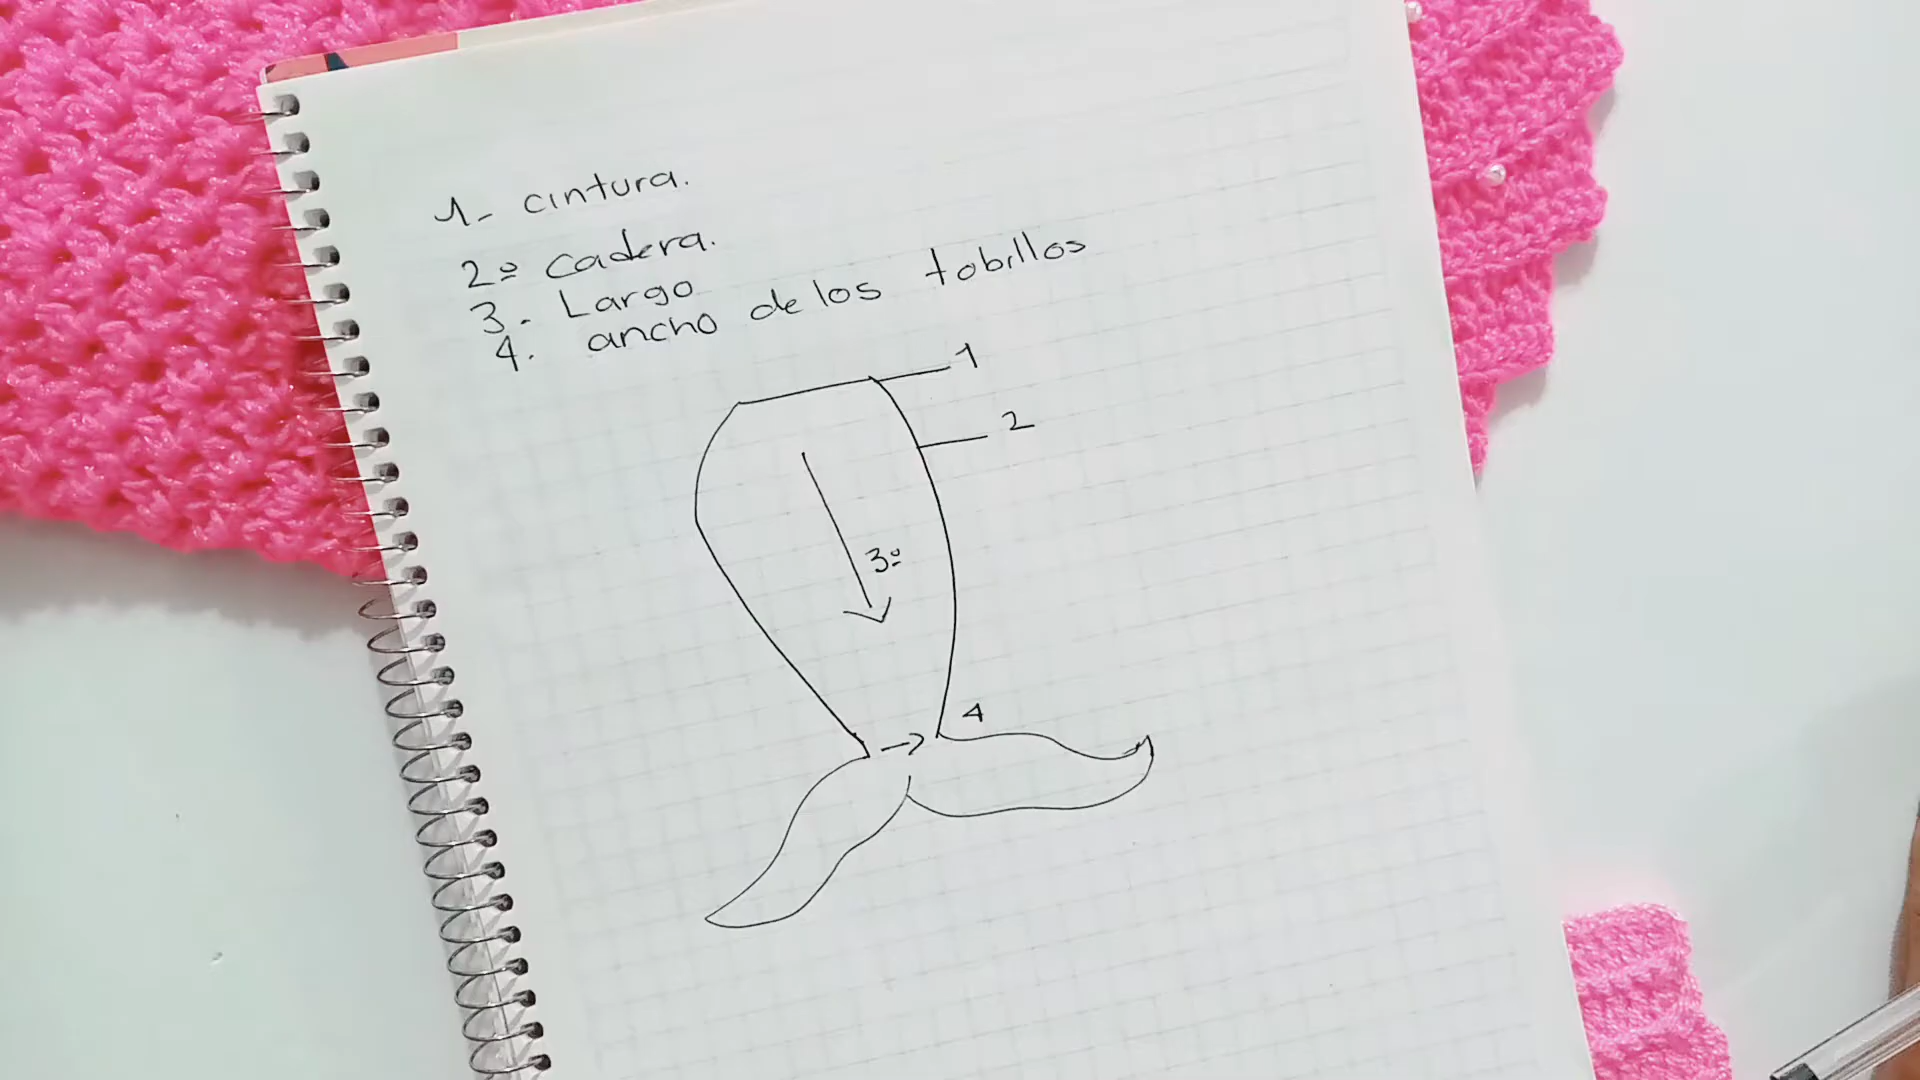 1- cintura.
2º cadera.
3. Largo
4. ancho de los tobillos
1
2
3º
4